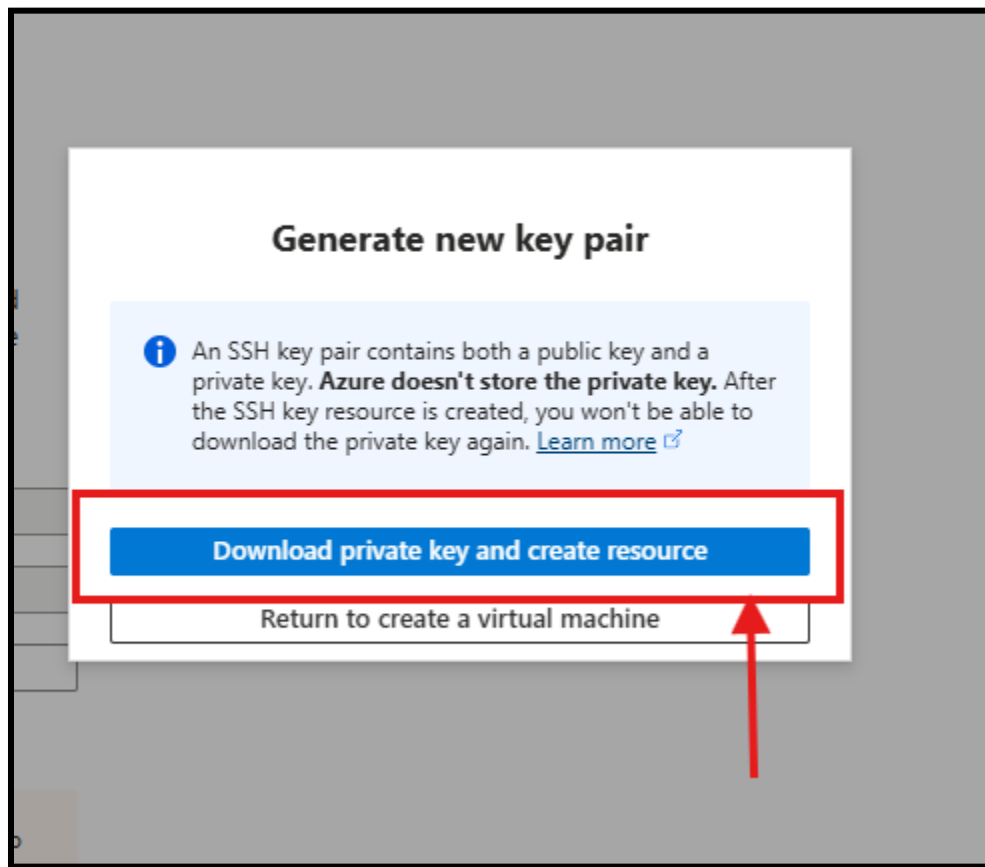 Generate new key pair
An SSH key pair contains both a public key and a
private key. Azure doesn't store the private key. After
the SSH key resource is created, you won't be able to
download the private key again. Learn more
Download private key and create resource
Return to create a virtual machine